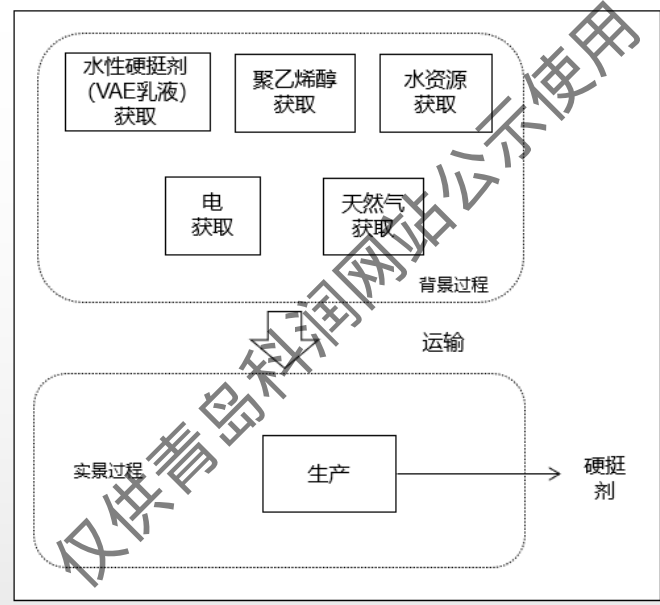 水性硬挺剂
(VAE乳液)
获取
聚乙烯醇
获取
水资源
获取
电
获取
天然气
获取
背景过程
运输
实景过程
生产
硬挺
剂
仅供青岛科润网站公示使用